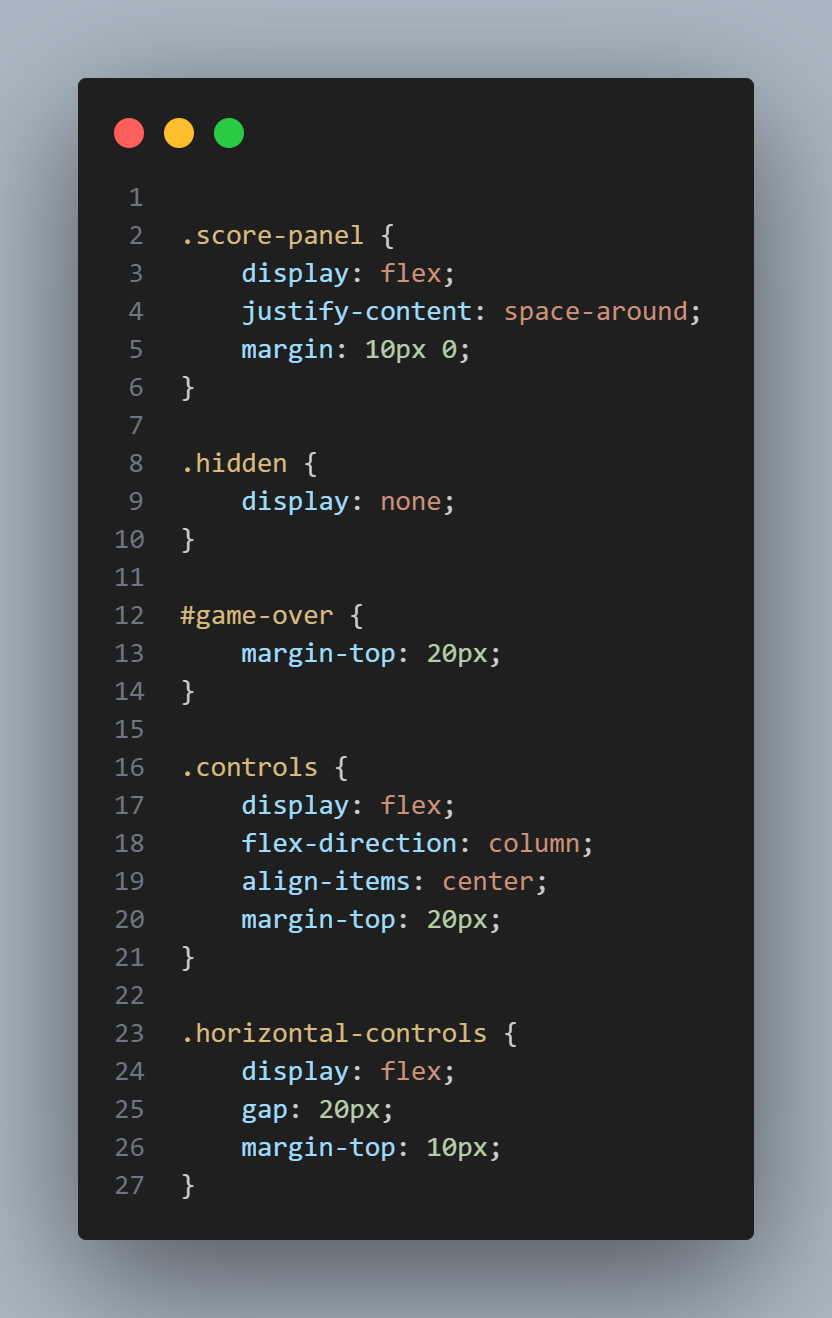 1
2 .score-panel {
3     display: flex;
4     justify-content: space-around;
5     margin: 10px 0;
6 }
7
8 .hidden {
9     display: none;
10 }
11
12 #game-over {
13     margin-top: 20px;
14 }
15
16 .controls {
17     display: flex;
18     flex-direction: column;
19     align-items: center;
20     margin-top: 20px;
21 }
22
23 .horizontal-controls {
24     display: flex;
25     gap: 20px;
26     margin-top: 10px;
27 }